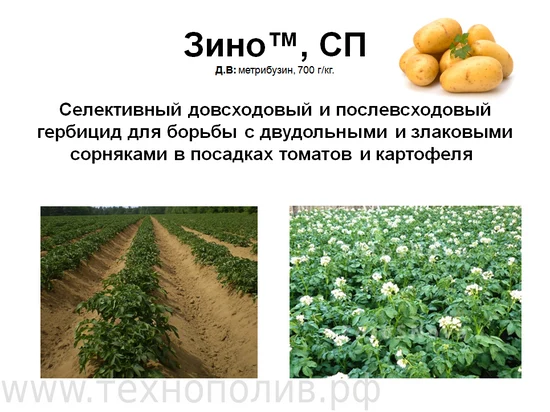 Зино™, СП
Д.В: метрибузин, 700 г/кг.
Селективный довсходовый и послевсходовый
гербицид для борьбы с двудольными и злаковыми
сорняками в посадках томатов и картофеля
www.технополив.рф